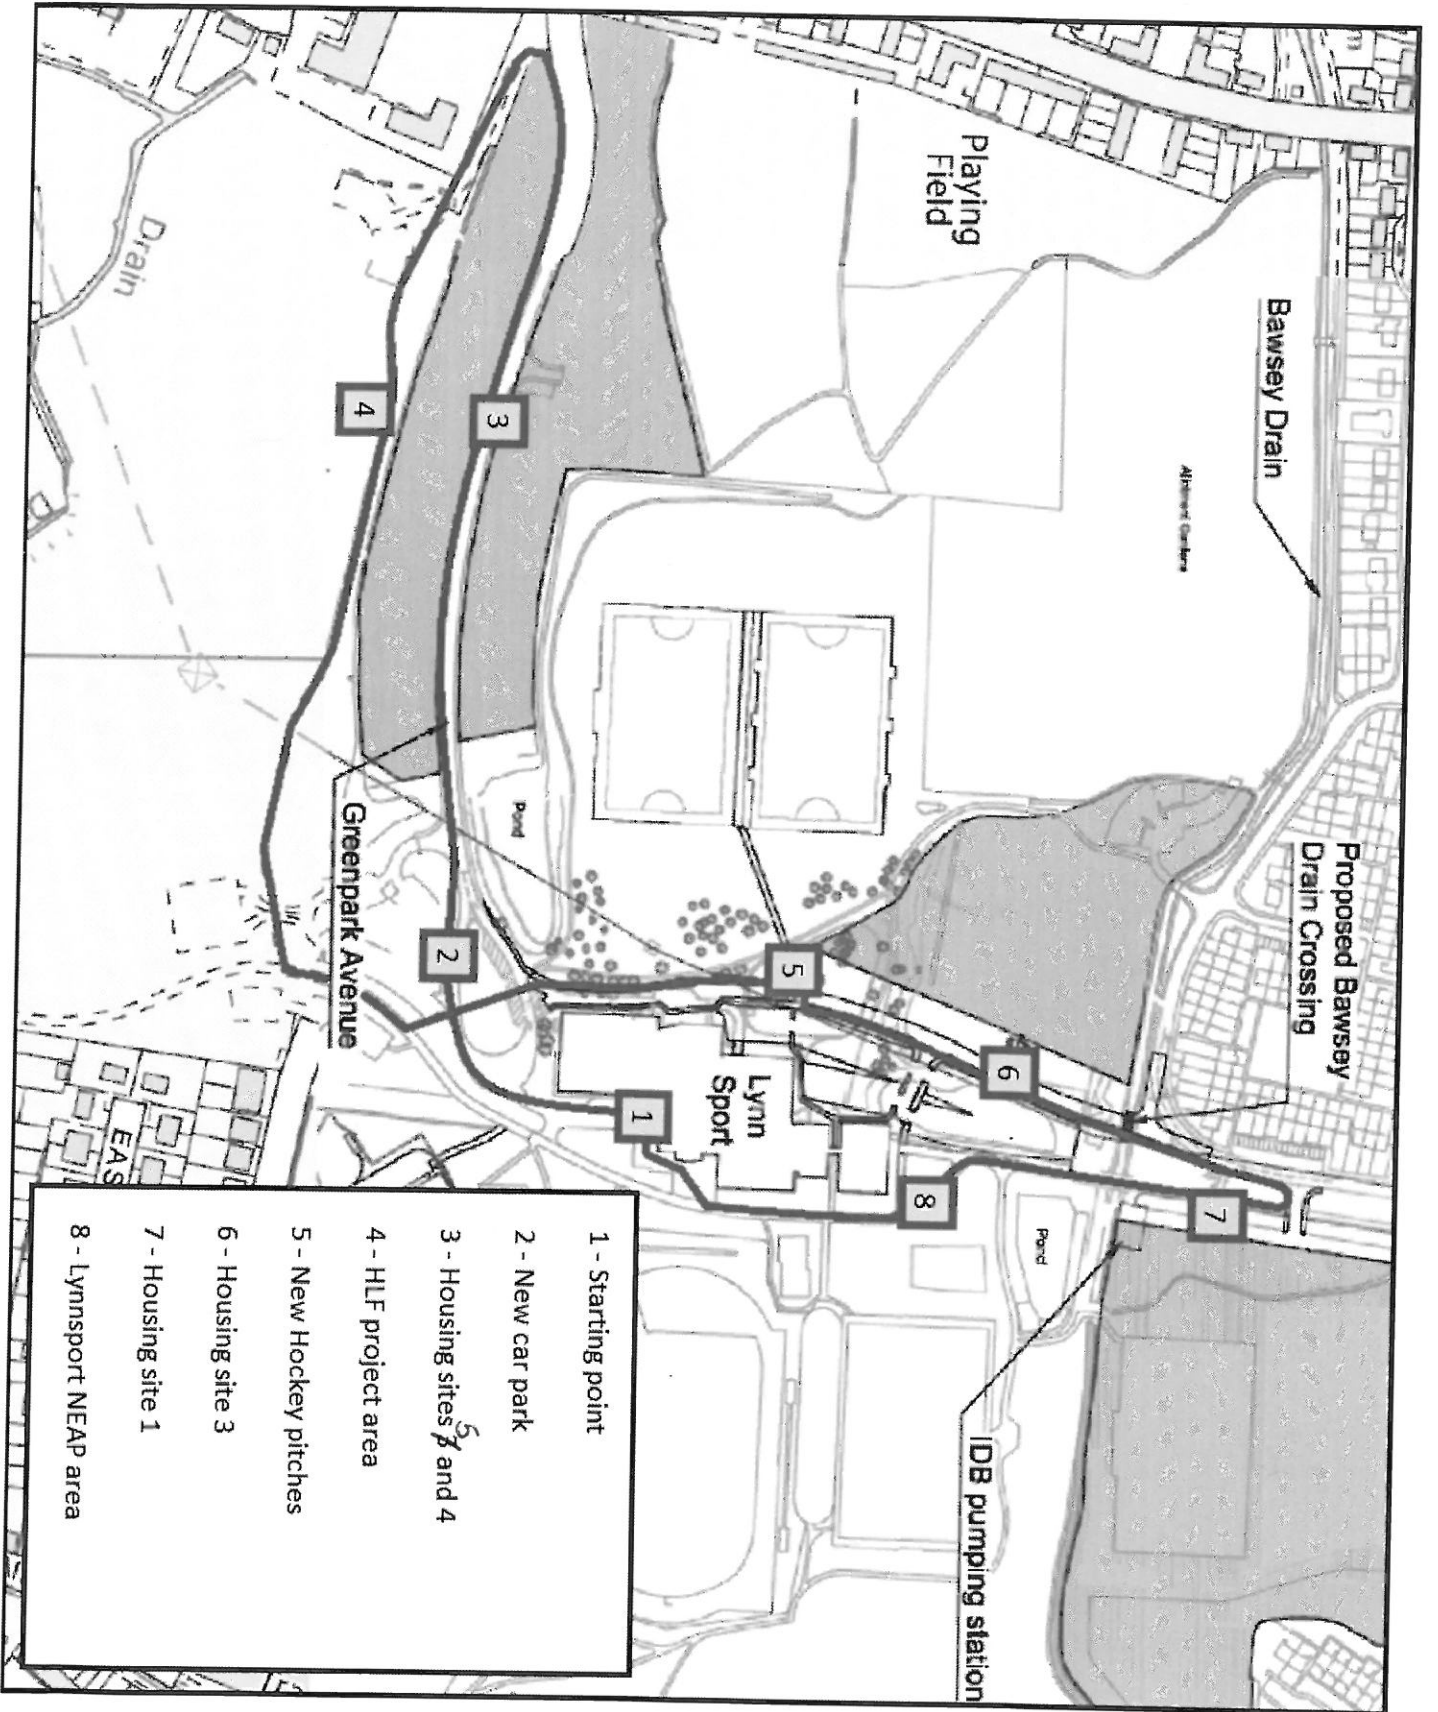 Playing
Field
Bawsey Drain
Allotment Gardens
Proposed Bawsey
Drain Crossing
Drain
4
3
5
6
7
2
1
8
Pond
Pond
Lynn
Sport
Greenpark Avenue
IDB pumping station
EAS
1 - Starting point
2 - New car park
3 - Housing sites 5 and 4
4 - HLF project area
5 - New Hockey pitches
6 - Housing site 3
7 - Housing site 1
8 - Lynnsport NEAP area